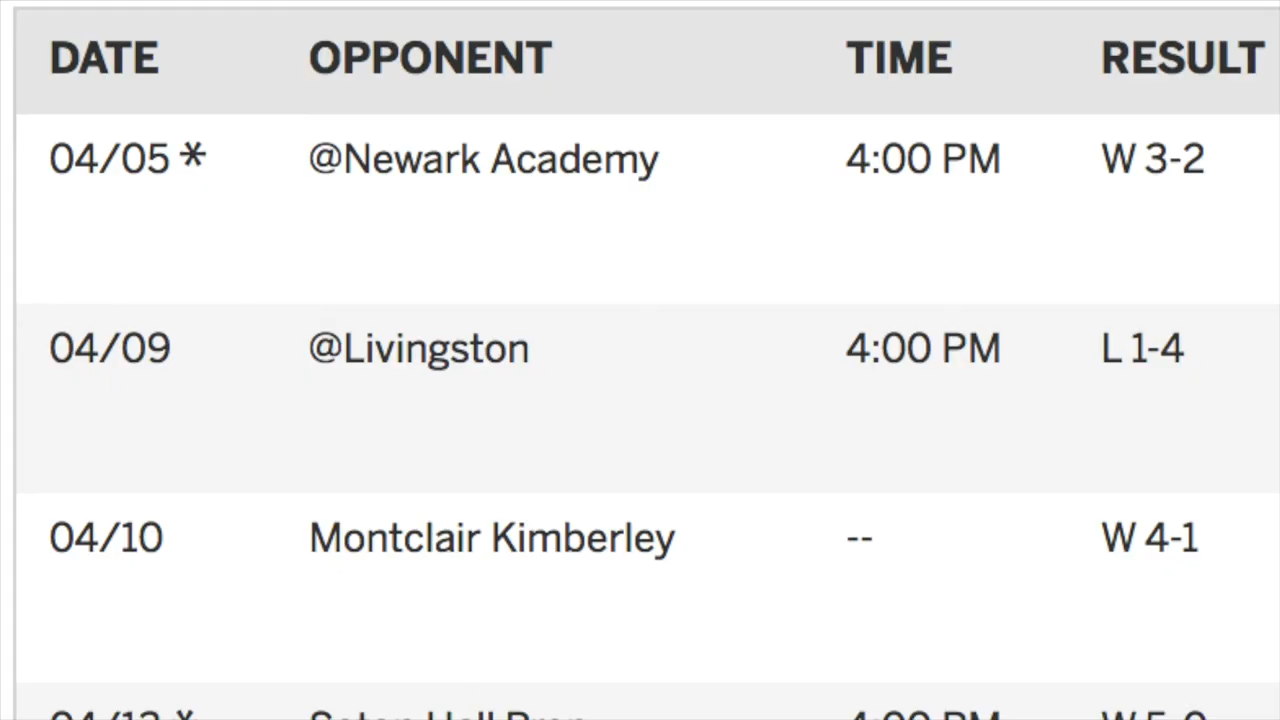 DATE OPPONENT TIME RESULT
04/05 * @Newark Academy 4:00 PM W 3-2
04/09 @Livingston 4:00 PM L 1-4
04/10 Montclair Kimberley -- W 4-1